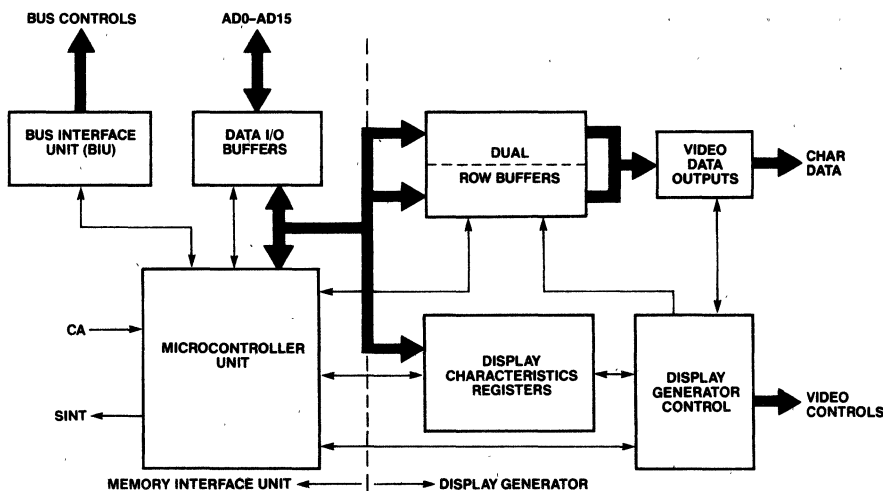 BUS CONTROLS
AD0–AD15
BUS INTERFACE
UNIT (BIU)
DATA I/O
BUFFERS
DUAL
ROW BUFFERS
VIDEO
DATA
OUTPUTS
CHAR
DATA
CA
MICROCONTROLLER
UNIT
SINT
DISPLAY
CHARACTERISTICS
REGISTERS
DISPLAY
GENERATOR
CONTROL
VIDEO
CONTROLS
MEMORY INTERFACE UNIT
DISPLAY GENERATOR